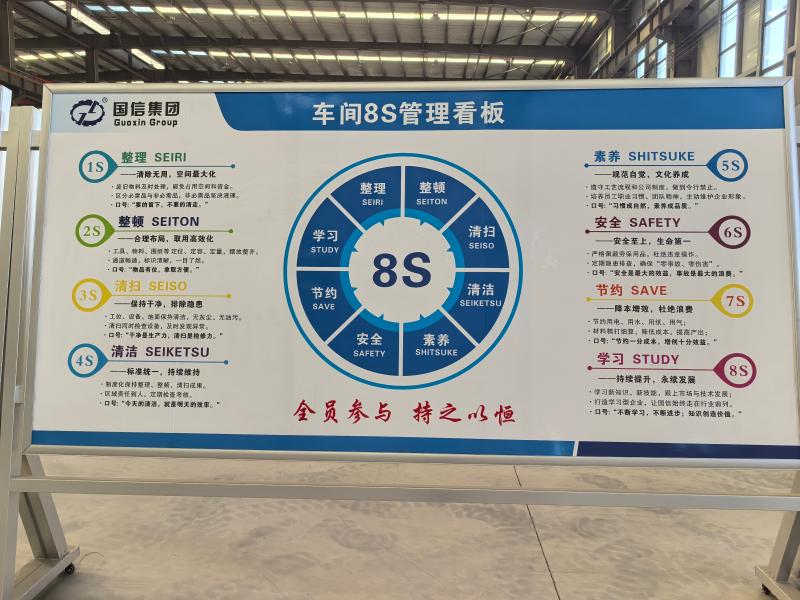 国信集团
Guoxin Group
车间8S管理看板
1S
整理 SEIRI
——清除无用，空间最大化
·废旧物料及时处理，避免占用空间和资金。
·区分必需品与非必需品，非必需品坚决清理。
·口号：“要的留下，不要的清走。”
2S
整顿 SEITON
——合理布局，取用高效化
·工具、物料、图纸等定位、定容、定量，摆放整齐。
·通道畅通，标识清晰，一目了然。
·口号：“物品有位，拿取方便。”
3S
清扫 SEISO
——保持干净，排除隐患
·工位、设备、地面保持清洁，无灰尘、无油污。
·清扫同时检查设备，及时发现异常。
·口号：“干净是生产力，清扫是检修力。”
4S
清洁 SEIKETSU
——标准统一，持续维持
·制度化保持整理、整顿、清扫成果。
·区域责任到人，定期检查考核。
·口号：“今天的清洁，就是明天的效率。”
整理
SEIRI
整顿
SEITON
清扫
SEISO
清洁
SEIKETSU
素养
SHITSUKE
安全
SAFETY
节约
SAVE
学习
STUDY
8S
全员参与 持之以恒
素养 SHITSUKE
5S
——规范自觉，文化养成
·遵守工艺流程和公司制度，做到令行禁止。
·培养员工职业习惯，团队精神，主动维护企业形象。
·口号：“习惯成自然，素养成品质。”
安全 SAFETY
6S
——安全至上，生命第一
·严格佩戴劳保用品，杜绝违章操作。
·定期隐患排查，确保“零事故、零伤害”。
·口号：“安全是最大的效益，事故是最大的浪费；”
节约 SAVE
7S
——降本增效，杜绝浪费
·节约用电、用水、用纸、用气；
·材料精打细算，降低成本，提高产出；
·口号：“节约一分成本，增创十分效益。”
学习 STUDY
8S
——持续提升，永续发展
·学习新知识、新技能，跟上市场与技术发展；
·打造学习型企业，让国信始终走在行业前列。
·口号：“不断学习，不断进步；知识创造价值。”